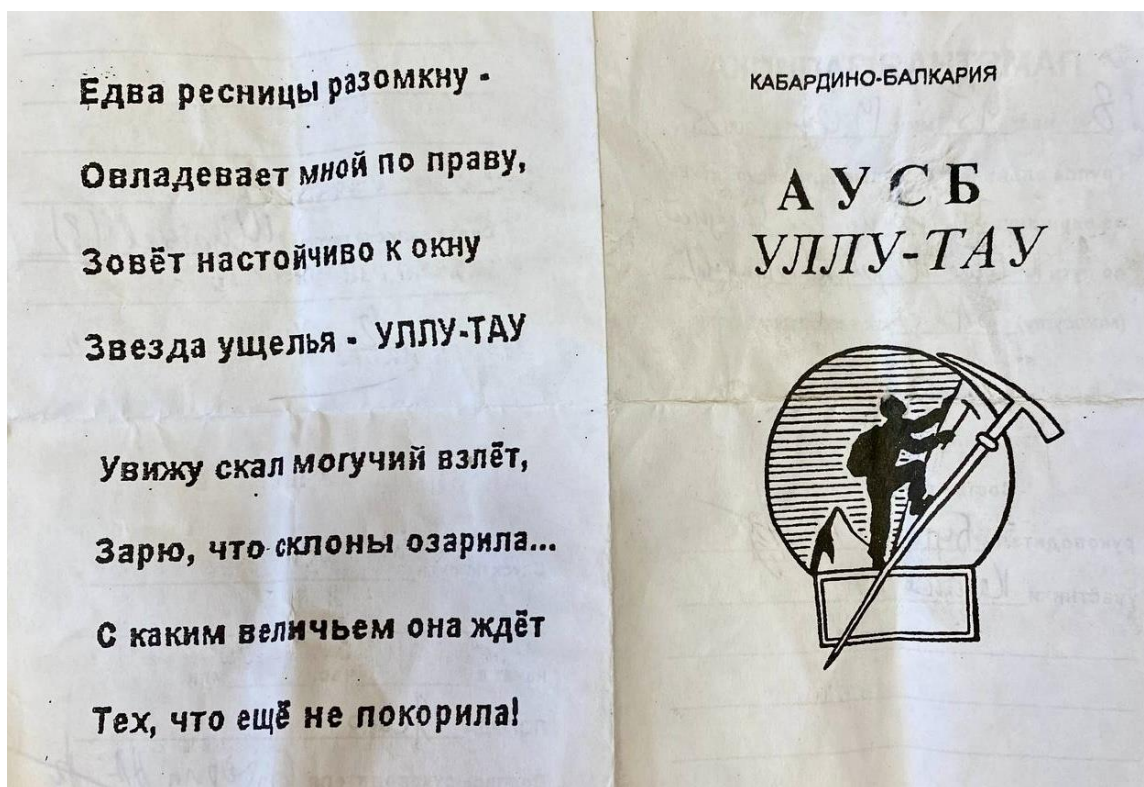 Едва ресницы разомкну -
Овладевает мной по праву,
Зовёт настойчиво к окну
Звезда ущелья - УЛЛУ-ТАУ
Увижу скал могучий взлёт,
Зарю, что склоны озарила...
С каким величьем она ждёт
Тех, что ещё не покорила!
КАБАРДИНО-БАЛКАРИЯ
АУСБ
УЛЛУ-ТАУ